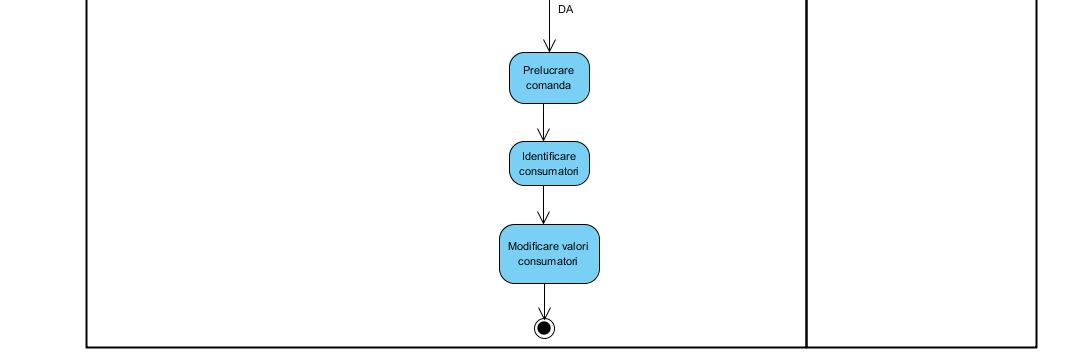 DA
Prelucrare
comanda
Identificare
consumatori
Modificare valori
consumatori